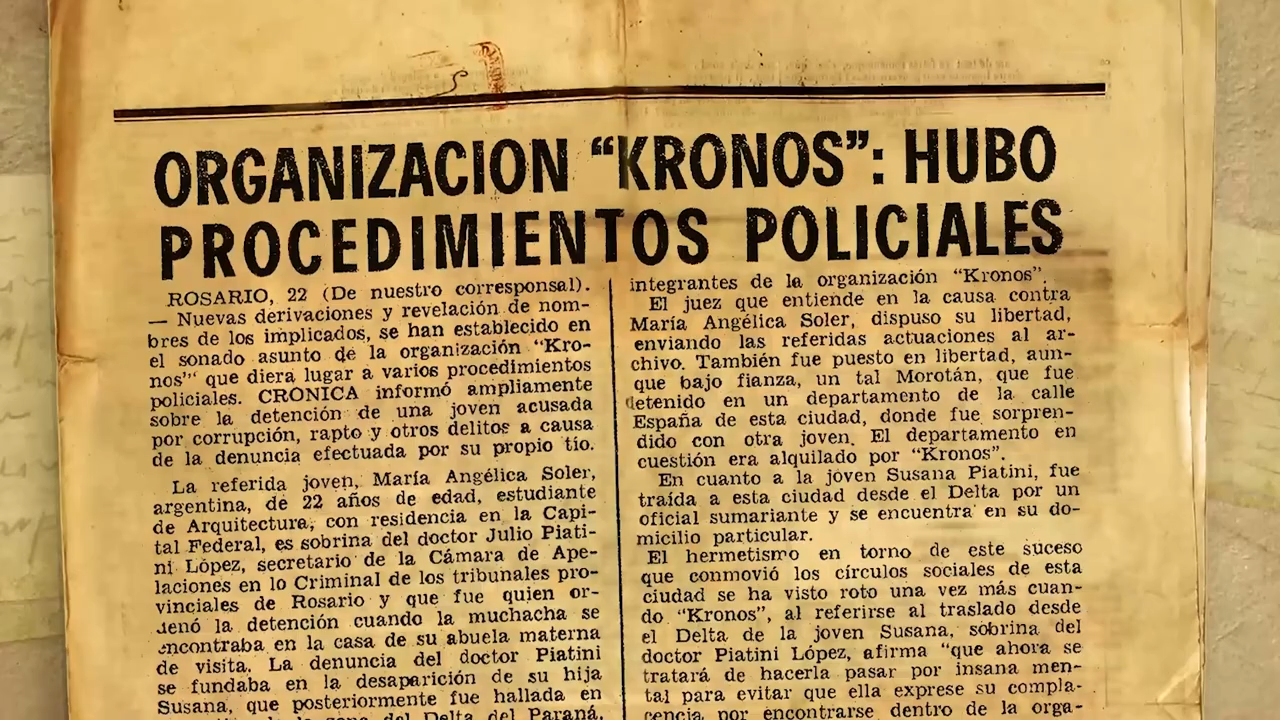 ORGANIZACION “KRONOS”: HUBO
PROCEDIMIENTOS POLICIALES
ROSARIO, 22 (De nuestro corresponsal).
— Nuevas derivaciones y revelación de nom-
bres de los implicados, se han establecido en
el sonado asunto de la organización “Kro-
nos” que diera lugar a varios procedimientos
policiales. CRONICA informó ampliamente
sobre la detención de una joven acusada
por corrupción, rapto y otros delitos a causa
de la denuncia efectuada por su propio tío.
La referida joven, María Angélica Soler,
argentina, de 22 años de edad, estudiante
de Arquitectura, con residencia en la Capi-
tal Federal, es sobrina del doctor Julio Piati-
ni López, secretario de la Cámara de Ape-
laciones en lo Criminal de los tribunales pro-
vinciales de Rosario y que fue quien or-
denó la detención cuando la muchacha se
encontraba en la casa de su abuela materna
de visita. La denuncia del doctor Piatini
se fundaba en la desaparición de su hija
Susana, que posteriormente fue hallada en
la zona del Delta del Paraná,
integrantes de la organización “Kronos”.
El juez que entiende en la causa contra
María Angélica Soler, dispuso su libertad,
enviando las referidas actuaciones al ar-
chivo. También fue puesto en libertad, aun-
que bajo fianza, un tal Morotán, que fue
detenido en un departamento de la calle
España de esta ciudad, donde fue sorpren-
dido con otra joven. El departamento en
cuestión era alquilado por “Kronos”.
En cuanto a la joven Susana Piatini, fue
traída a esta ciudad desde el Delta por un
oficial sumariante y se encuentra en su do-
micilio particular.
El hermetismo en torno de este suceso
que conmovió los círculos sociales de esta
ciudad se ha visto roto una vez más cuan-
do “Kronos”, al referirse al traslado desde
el Delta de la joven Susana, sobrina del
doctor Piatini López, afirma “que ahora se
tratará de hacerla pasar por insana men-
tal para evitar que ella exprese su compla-
cencia por encontrarse dentro de la orga-